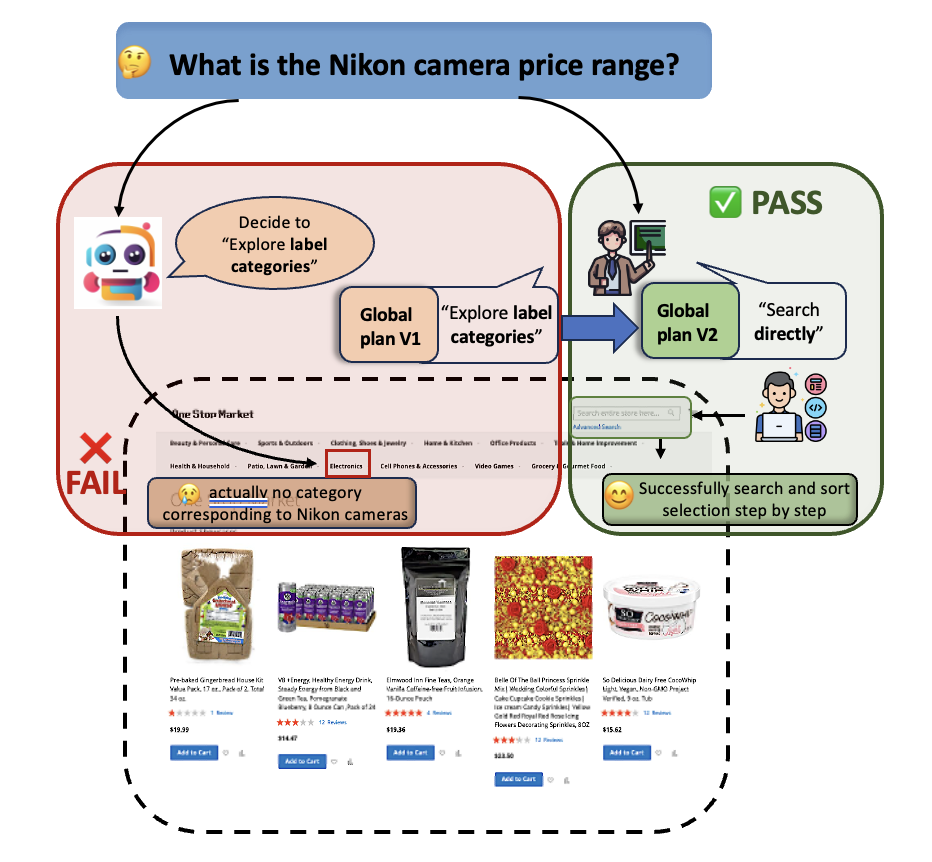 What is the Nikon camera price range?
PASS
Decide to
“Explore label
categories”
Global
plan V1
“Explore label
categories”
Global
plan V2
“Search
directly”
One Stop Market
Search entire store here...
Advanced Search
Beauty & Personal Care
Sports & Outdoors
Clothing, Shoes & Jewelry
Home & Kitchen
Office Products
Tools & Home Improvement
Health & Household
Patio, Lawn & Garden
Electronics
Cell Phones & Accessories
Video Games
Grocery & Gourmet Food
FAIL
actually no category
corresponding to Nikon cameras
Successfully search and sort
selection step by step
Pre-baked Gingerbread House Kit
Value Pack, 17 oz., Pack of 2, Total
34 oz.
1 Review
$19.99
Add to Cart
V8 +Energy, Healthy Energy Drink,
Steady Energy from Black and
Green Tea, Pomegranate
Blueberry, 8 Ounce Can ,Pack of 24
12 Reviews
$14.47
Add to Cart
Elmwood Inn Fine Teas, Orange
Vanilla Caffeine-free Fruit Infusion,
16-Ounce Pouch
4 Reviews
$19.36
Add to Cart
Belle Of The Ball Princess Sprinkle
Mix| Wedding Colorful Sprinkles|
Cake Cupcake Cookie Sprinkles|
Ice cream Candy Sprinkles| Yellow
Gold Red Royal Red Rose Icing
Flowers Decorating Sprinkles, 8OZ
12 Reviews
$23.50
Add to Cart
SO
CocoWhip
So Delicious Dairy Free CocoWhip
Light, Vegan, Non-GMO Project
Verified, 9 oz. Tub
12 Reviews
$15.62
Add to Cart